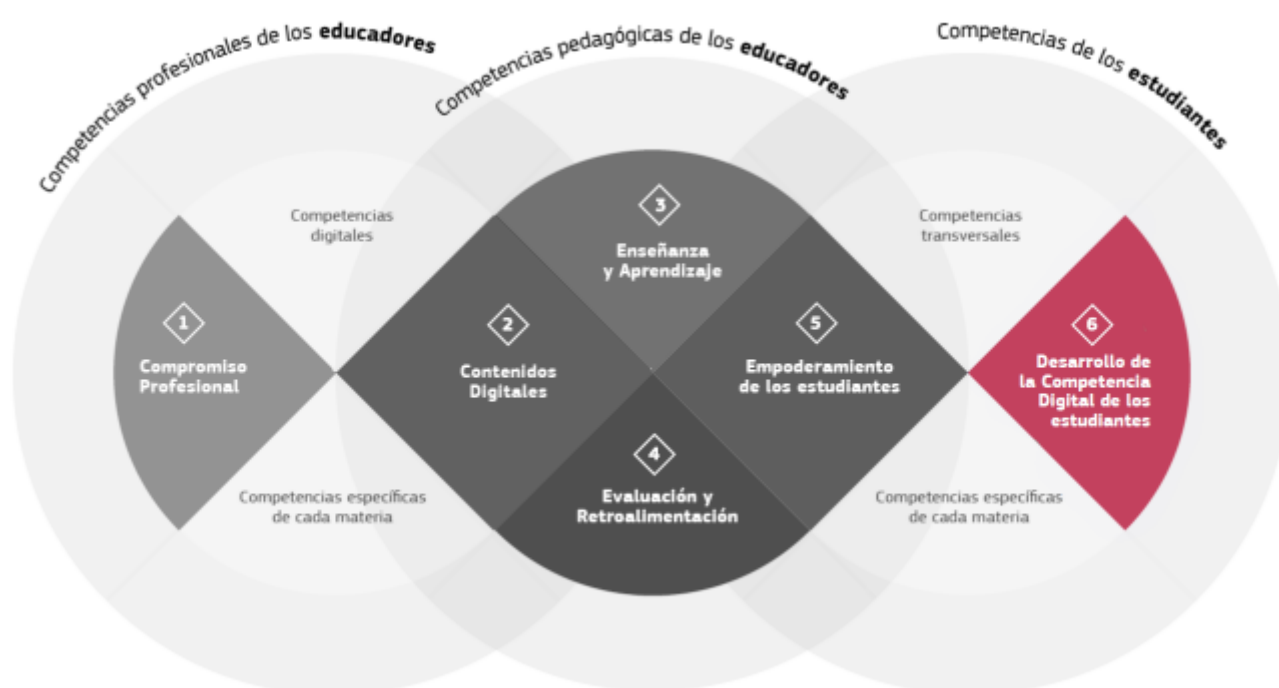 Competencias profesionales de los educadores
Competencias pedagógicas de los educadores
Competencias de los estudiantes
Competencias
digitales
Competencias
transversales
3
Enseñanza
y Aprendizaje
1
Compromiso
Profesional
2
Contenidos
Digitales
5
Empoderamiento
de los estudiantes
6
Desarrollo de
la Competencia
Digital de los
estudiantes
4
Evaluación y
Retroalimentación
Competencias específicas
de cada materia
Competencias específicas
de cada materia